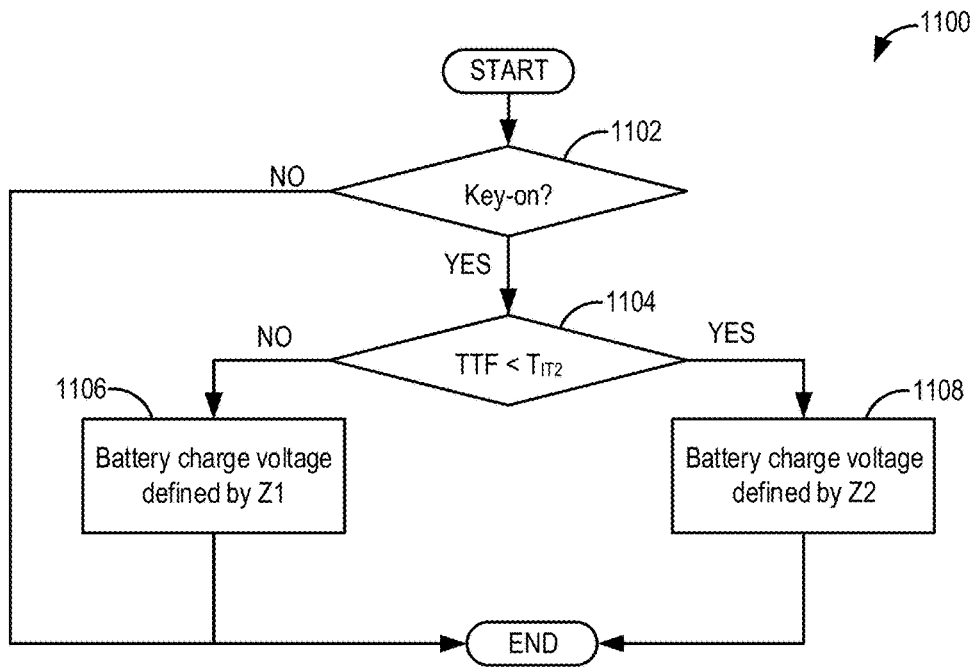 1100
START
1102
NO
Key-on?
YES
1104
NO
YES
TTF < TIT2
1106
1108
Battery charge voltage
defined by Z1
Battery charge voltage
defined by Z2
END